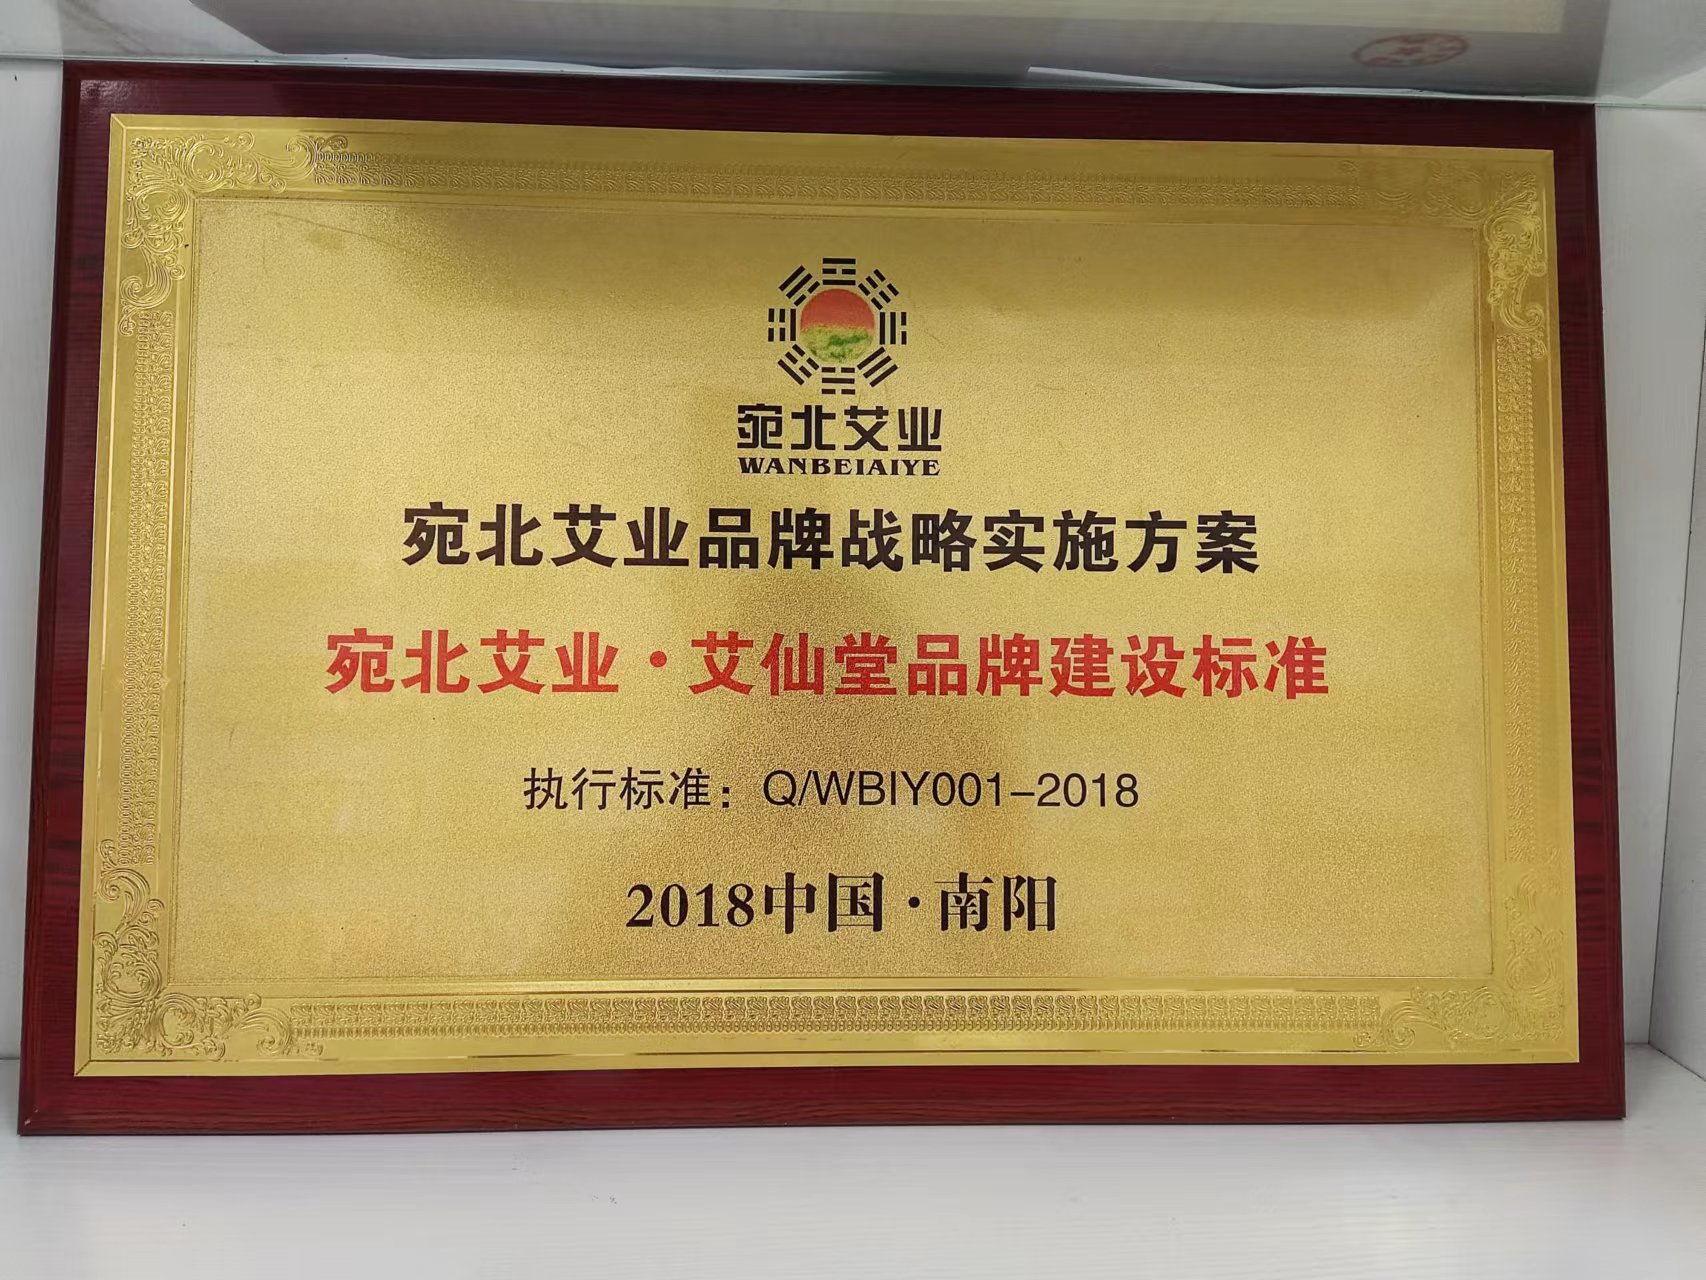 宛北艾业
WANBEIAIYE
宛北艾业品牌战略实施方案
宛北艾业·艾仙堂品牌建设标准
执行标准：Q/WBIY001-2018
2018中国·南阳